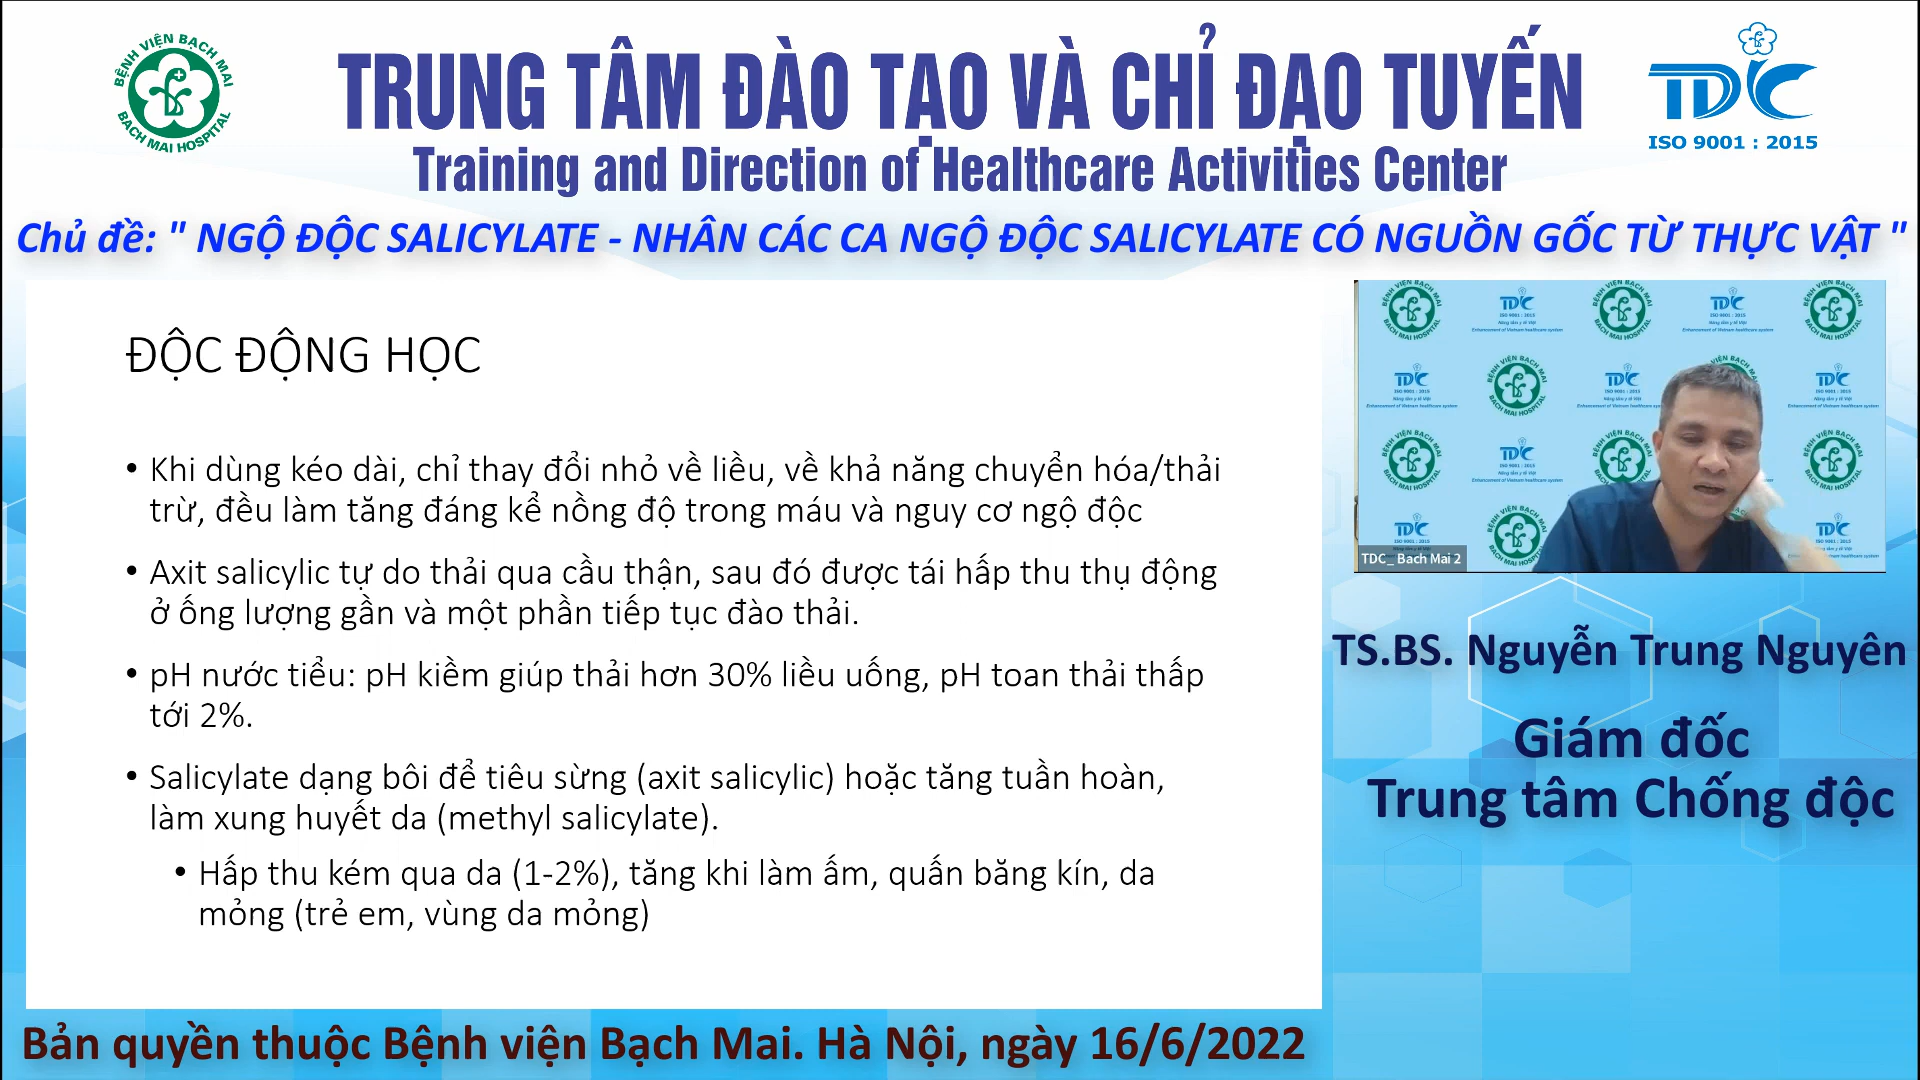 BỆNH VIỆN BẠCH MAI
BACH MAI HOSPITAL
TRUNG TÂM ĐÀO TẠO VÀ CHỈ ĐẠO TUYẾN
Training and Direction of Healthcare Activities Center
TDC
ISO 9001 : 2015
Chủ đề: " NGỘ ĐỘC SALICYLATE - NHÂN CÁC CA NGỘ ĐỘC SALICYLATE CÓ NGUỒN GỐC TỪ THỰC VẬT "
ĐỘC ĐỘNG HỌC
• Khi dùng kéo dài, chỉ thay đổi nhỏ về liều, về khả năng chuyển hóa/thải
trừ, đều làm tăng đáng kể nồng độ trong máu và nguy cơ ngộ độc
• Axit salicylic tự do thải qua cầu thận, sau đó được tái hấp thu thụ động
ở ống lượng gần và một phần tiếp tục đào thải.
• pH nước tiểu: pH kiềm giúp thải hơn 30% liều uống, pH toan thải thấp
tới 2%.
• Salicylate dạng bôi để tiêu sừng (axit salicylic) hoặc tăng tuần hoàn,
làm xung huyết da (methyl salicylate).
• Hấp thu kém qua da (1-2%), tăng khi làm ấm, quấn băng kín, da
mỏng (trẻ em, vùng da mỏng)
TDC_ Bach Mai 2
TS.BS. Nguyễn Trung Nguyên
Giám đốc
Trung tâm Chống độc
Bản quyền thuộc Bệnh viện Bạch Mai. Hà Nội, ngày 16/6/2022